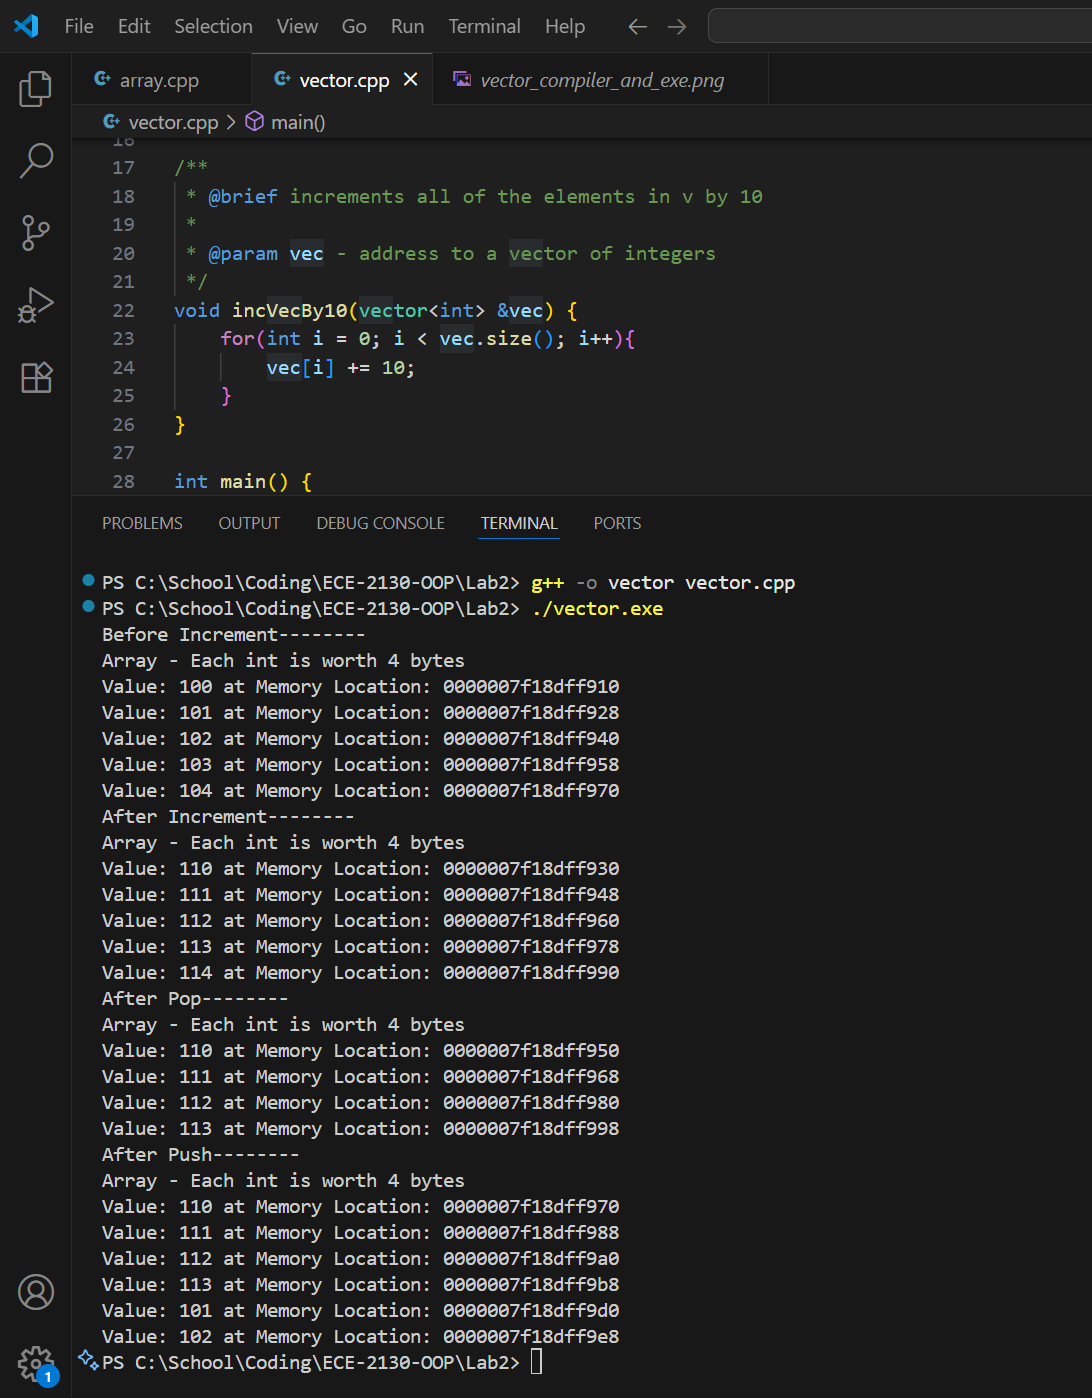 File Edit Selection View Go Run Terminal Help
array.cpp vector.cpp vector_compiler_and_exe.png
vector.cpp > main()
16
17 /**
18 * @brief increments all of the elements in v by 10
19 *
20 * @param vec - address to a vector of integers
21 */
22 void incVecBy10(vector<int> &vec) {
23 for(int i = 0; i < vec.size(); i++){
24 vec[i] += 10;
25 }
26 }
27
28 int main() {
PROBLEMS OUTPUT DEBUG CONSOLE TERMINAL PORTS
PS C:\School\Coding\ECE-2130-OOP\Lab2> g++ -o vector vector.cpp
PS C:\School\Coding\ECE-2130-OOP\Lab2> ./vector.exe
Before Increment--------
Array - Each int is worth 4 bytes
Value: 100 at Memory Location: 0000007f18dff910
Value: 101 at Memory Location: 0000007f18dff928
Value: 102 at Memory Location: 0000007f18dff940
Value: 103 at Memory Location: 0000007f18dff958
Value: 104 at Memory Location: 0000007f18dff970
After Increment--------
Array - Each int is worth 4 bytes
Value: 110 at Memory Location: 0000007f18dff930
Value: 111 at Memory Location: 0000007f18dff948
Value: 112 at Memory Location: 0000007f18dff960
Value: 113 at Memory Location: 0000007f18dff978
Value: 114 at Memory Location: 0000007f18dff990
After Pop--------
Array - Each int is worth 4 bytes
Value: 110 at Memory Location: 0000007f18dff950
Value: 111 at Memory Location: 0000007f18dff968
Value: 112 at Memory Location: 0000007f18dff980
Value: 113 at Memory Location: 0000007f18dff998
After Push--------
Array - Each int is worth 4 bytes
Value: 110 at Memory Location: 0000007f18dff970
Value: 111 at Memory Location: 0000007f18dff988
Value: 112 at Memory Location: 0000007f18dff9a0
Value: 113 at Memory Location: 0000007f18dff9b8
Value: 101 at Memory Location: 0000007f18dff9d0
Value: 102 at Memory Location: 0000007f18dff9e8
PS C:\School\Coding\ECE-2130-OOP\Lab2>
1